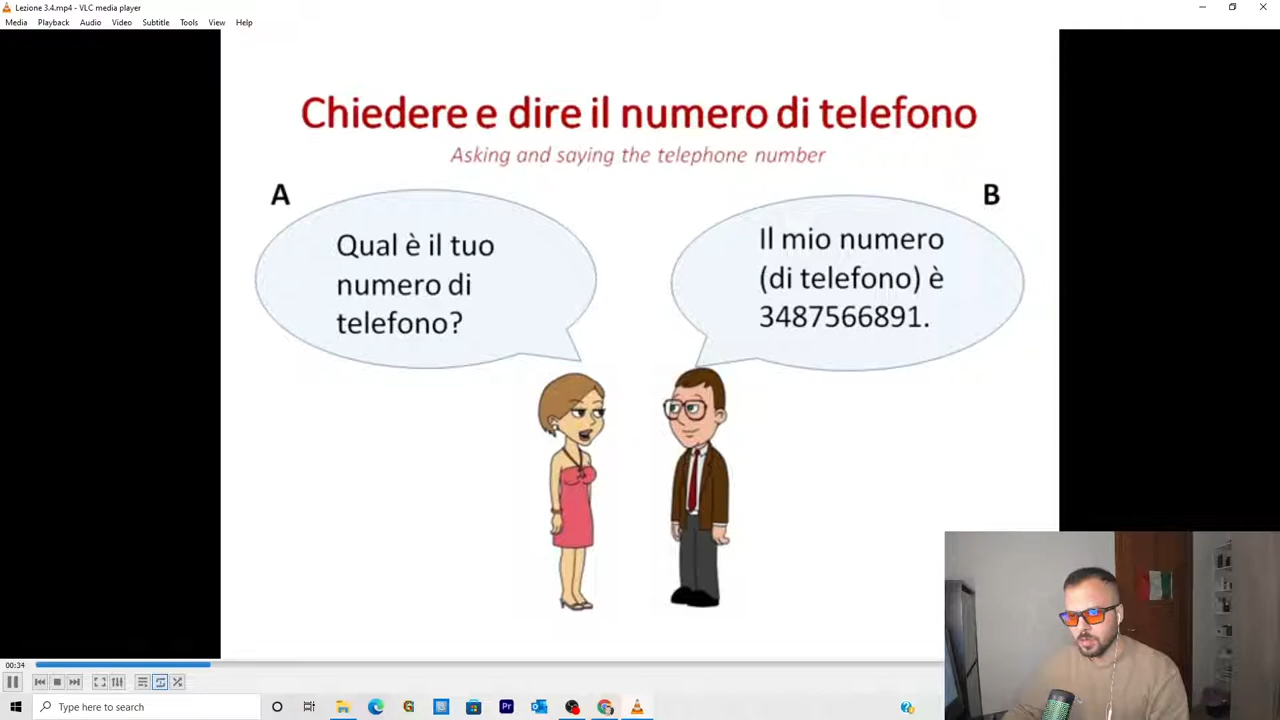 Lezione 3.4.mp4 - VLC media player
Media Playback Audio Video Subtitle Tools View Help
Chiedere e dire il numero di telefono
Asking and saying the telephone number
A
Qual è il tuo
numero di
telefono?
B
Il mio numero
(di telefono) è
3487566891.
00:34
Type here to search